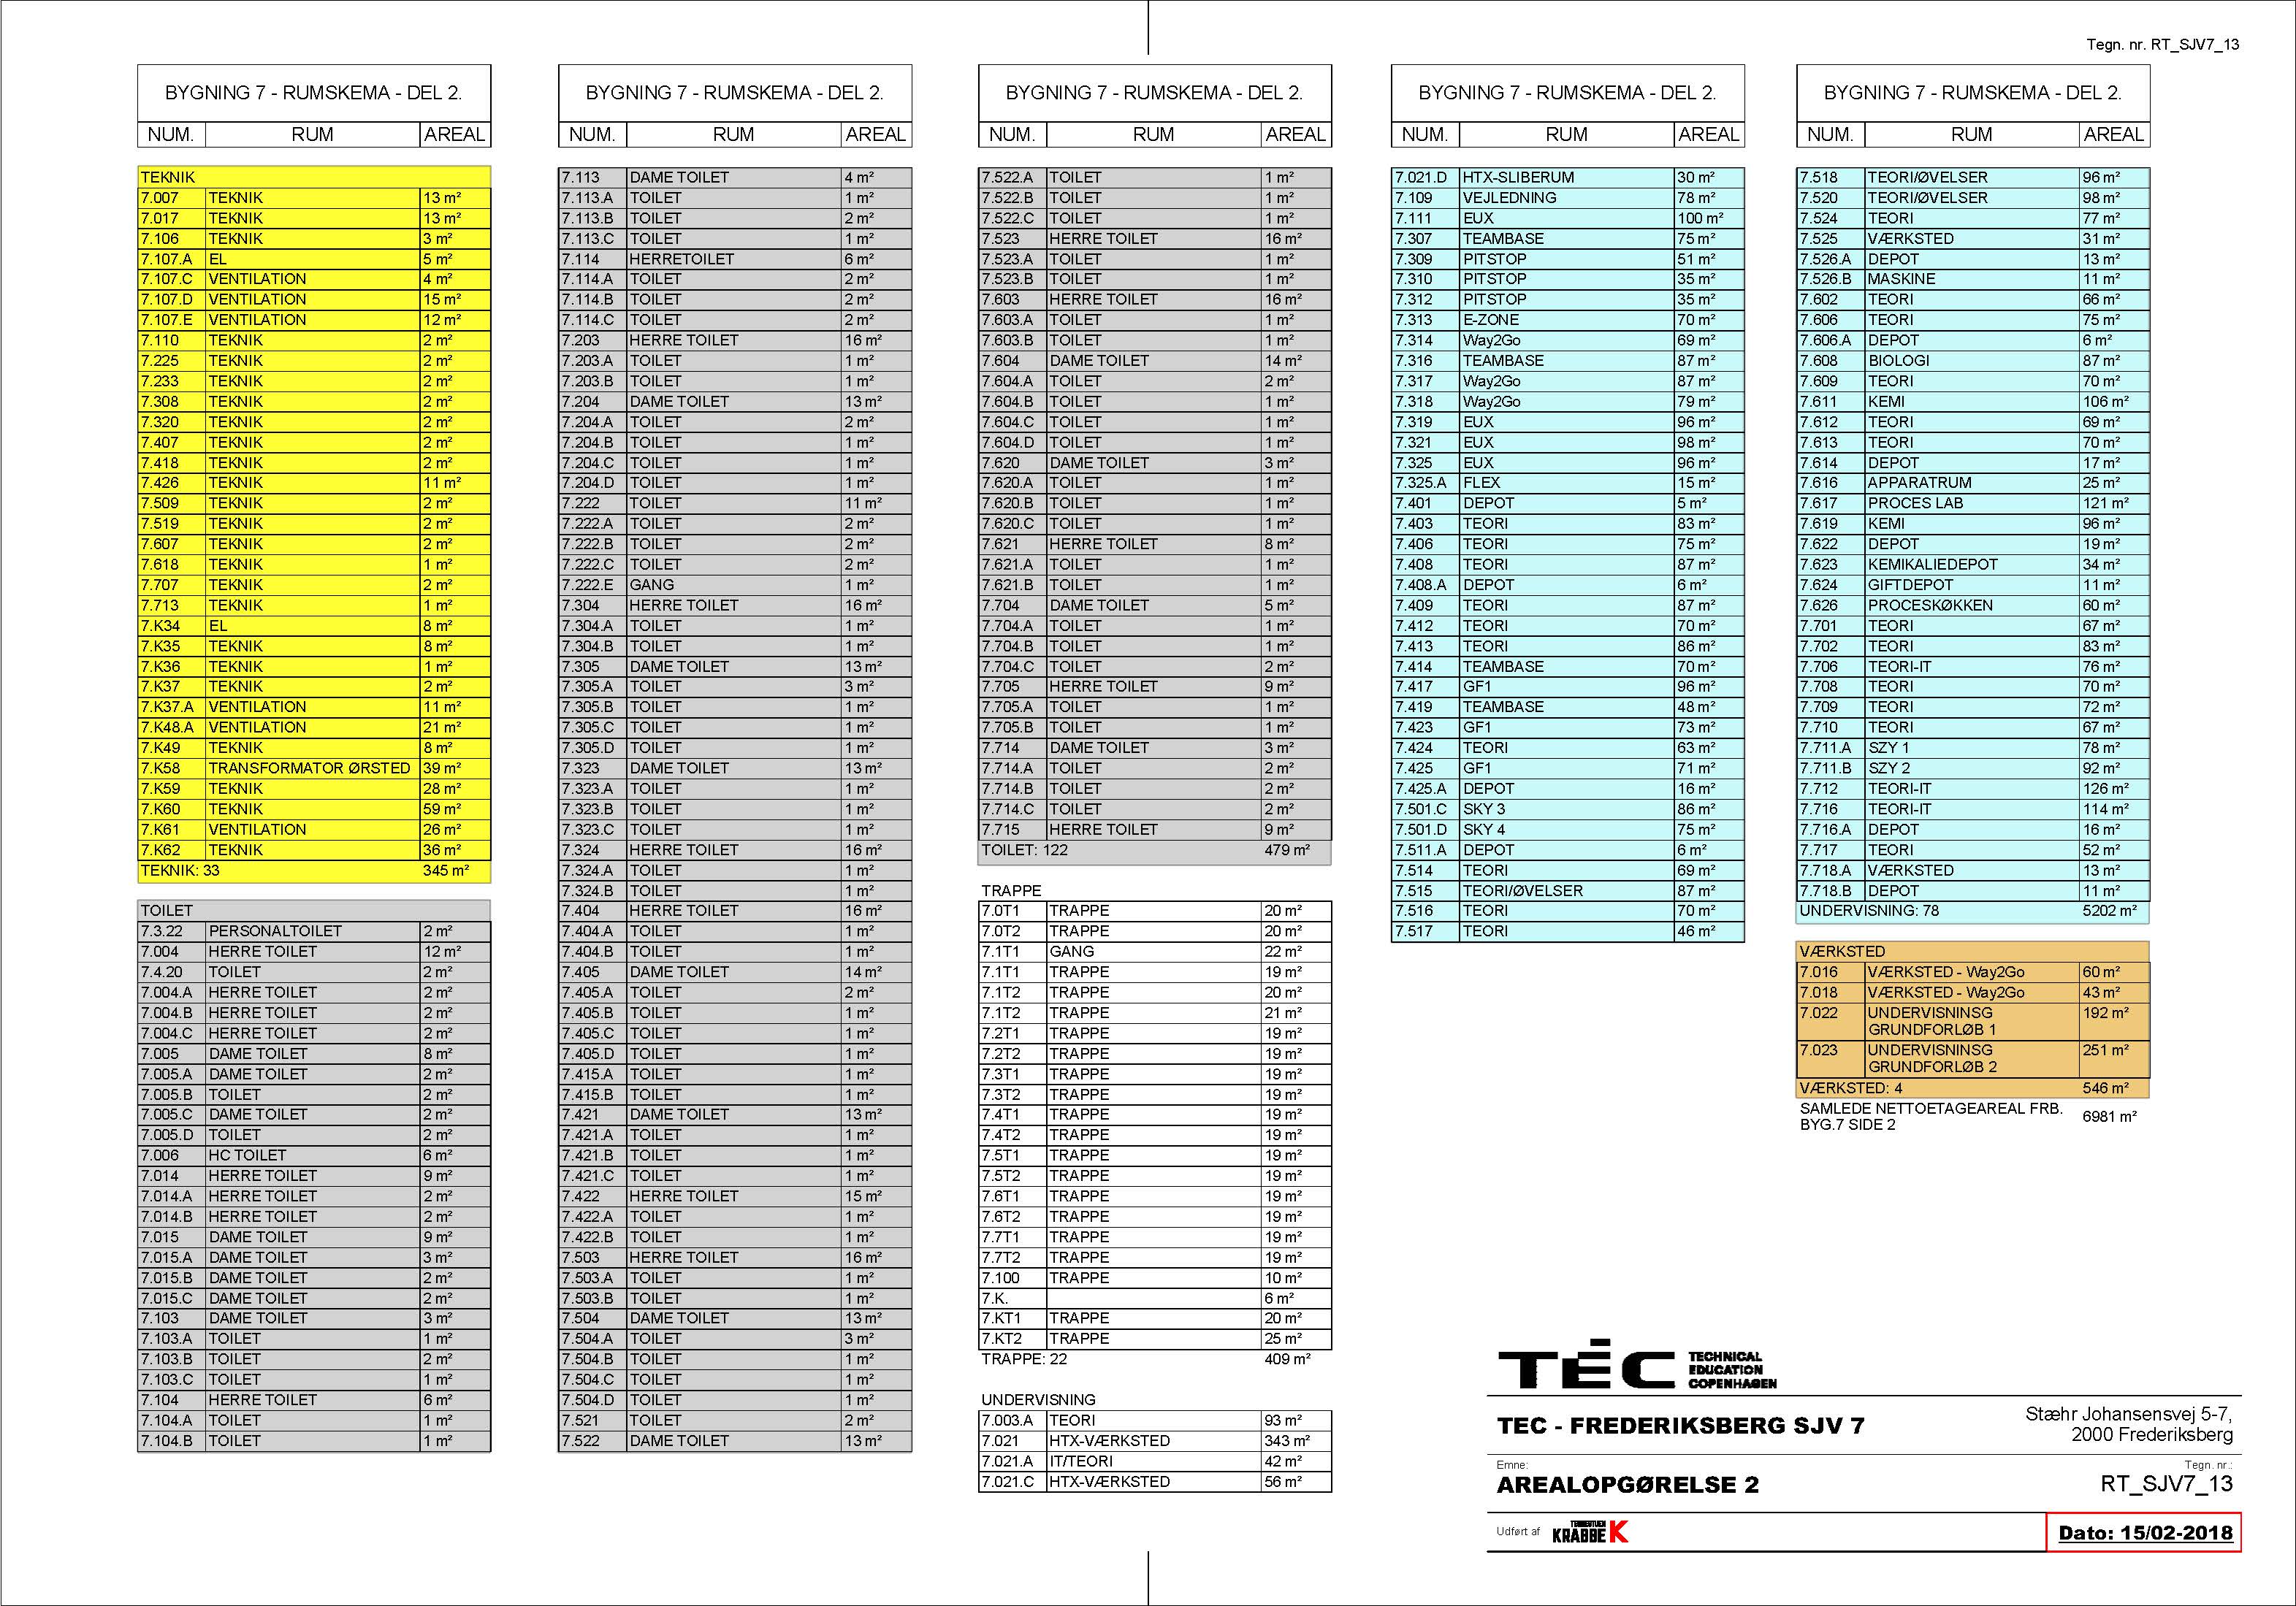 Tegn. nr. RT_SJV7_13
BYGNING 7 - RUMSKEMA - DEL 2.
NUM. RUM AREAL
TEKNIK
7.007 TEKNIK 13 m²
7.017 TEKNIK 13 m²
7.106 TEKNIK 3 m²
7.107.A EL 5 m²
7.107.C VENTILATION 4 m²
7.107.D VENTILATION 15 m²
7.107.E VENTILATION 12 m²
7.110 TEKNIK 2 m²
7.225 TEKNIK 2 m²
7.233 TEKNIK 2 m²
7.308 TEKNIK 2 m²
7.320 TEKNIK 2 m²
7.407 TEKNIK 2 m²
7.418 TEKNIK 2 m²
7.426 TEKNIK 11 m²
7.509 TEKNIK 2 m²
7.519 TEKNIK 2 m²
7.607 TEKNIK 2 m²
7.618 TEKNIK 1 m²
7.707 TEKNIK 2 m²
7.713 TEKNIK 1 m²
7.K34 EL 8 m²
7.K35 TEKNIK 8 m²
7.K36 TEKNIK 1 m²
7.K37 TEKNIK 2 m²
7.K37.A VENTILATION 11 m²
7.K48.A VENTILATION 21 m²
7.K49 TEKNIK 8 m²
7.K58 TRANSFORMATOR ØRSTED 39 m²
7.K59 TEKNIK 28 m²
7.K60 TEKNIK 59 m²
7.K61 VENTILATION 26 m²
7.K62 TEKNIK 36 m²
TEKNIK: 33 345 m²
TOILET
7.3.22 PERSONALTOILET 2 m²
7.004 HERRE TOILET 12 m²
7.4.20 TOILET 2 m²
7.004.A HERRE TOILET 2 m²
7.004.B HERRE TOILET 2 m²
7.004.C HERRE TOILET 2 m²
7.005 DAME TOILET 8 m²
7.005.A DAME TOILET 2 m²
7.005.B TOILET 2 m²
7.005.C DAME TOILET 2 m²
7.005.D TOILET 2 m²
7.006 HC TOILET 6 m²
7.014 HERRE TOILET 9 m²
7.014.A HERRE TOILET 2 m²
7.014.B HERRE TOILET 2 m²
7.015 DAME TOILET 9 m²
7.015.A DAME TOILET 3 m²
7.015.B DAME TOILET 2 m²
7.015.C DAME TOILET 2 m²
7.103 DAME TOILET 3 m²
7.103.A TOILET 1 m²
7.103.B TOILET 2 m²
7.103.C TOILET 1 m²
7.104 HERRE TOILET 6 m²
7.104.A TOILET 1 m²
7.104.B TOILET 1 m²
BYGNING 7 - RUMSKEMA - DEL 2.
NUM. RUM AREAL
7.113 DAME TOILET 4 m²
7.113.A TOILET 1 m²
7.113.B TOILET 2 m²
7.113.C TOILET 1 m²
7.114 HERRETOILET 6 m²
7.114.A TOILET 2 m²
7.114.B TOILET 2 m²
7.114.C TOILET 2 m²
7.203 HERRE TOILET 16 m²
7.203.A TOILET 1 m²
7.203.B TOILET 1 m²
7.204 DAME TOILET 13 m²
7.204.A TOILET 2 m²
7.204.B TOILET 1 m²
7.204.C TOILET 1 m²
7.204.D TOILET 1 m²
7.222 TOILET 11 m²
7.222.A TOILET 2 m²
7.222.B TOILET 2 m²
7.222.C TOILET 2 m²
7.222.E GANG 1 m²
7.304 HERRE TOILET 16 m²
7.304.A TOILET 1 m²
7.304.B TOILET 1 m²
7.305 DAME TOILET 13 m²
7.305.A TOILET 3 m²
7.305.B TOILET 1 m²
7.305.C TOILET 1 m²
7.305.D TOILET 1 m²
7.323 DAME TOILET 13 m²
7.323.A TOILET 1 m²
7.323.B TOILET 1 m²
7.323.C TOILET 1 m²
7.324 HERRE TOILET 16 m²
7.324.A TOILET 1 m²
7.324.B TOILET 1 m²
7.404 HERRE TOILET 16 m²
7.404.A TOILET 1 m²
7.404.B TOILET 1 m²
7.405 DAME TOILET 14 m²
7.405.A TOILET 2 m²
7.405.B TOILET 1 m²
7.405.C TOILET 1 m²
7.405.D TOILET 1 m²
7.415.A TOILET 1 m²
7.415.B TOILET 1 m²
7.421 DAME TOILET 13 m²
7.421.A TOILET 1 m²
7.421.B TOILET 1 m²
7.421.C TOILET 1 m²
7.422 HERRE TOILET 15 m²
7.422.A TOILET 1 m²
7.422.B TOILET 1 m²
7.503 HERRE TOILET 16 m²
7.503.A TOILET 1 m²
7.503.B TOILET 1 m²
7.504 DAME TOILET 13 m²
7.504.A TOILET 3 m²
7.504.B TOILET 1 m²
7.504.C TOILET 1 m²
7.504.D TOILET 1 m²
7.521 TOILET 2 m²
7.522 DAME TOILET 13 m²
BYGNING 7 - RUMSKEMA - DEL 2.
NUM. RUM AREAL
7.522.A TOILET 1 m²
7.522.B TOILET 1 m²
7.522.C TOILET 1 m²
7.523 HERRE TOILET 16 m²
7.523.A TOILET 1 m²
7.523.B TOILET 1 m²
7.603 HERRE TOILET 16 m²
7.603.A TOILET 1 m²
7.603.B TOILET 1 m²
7.604 DAME TOILET 14 m²
7.604.A TOILET 2 m²
7.604.B TOILET 1 m²
7.604.C TOILET 1 m²
7.604.D TOILET 1 m²
7.620 DAME TOILET 3 m²
7.620.A TOILET 1 m²
7.620.B TOILET 1 m²
7.620.C TOILET 1 m²
7.621 HERRE TOILET 8 m²
7.621.A TOILET 1 m²
7.621.B TOILET 1 m²
7.704 DAME TOILET 5 m²
7.704.A TOILET 1 m²
7.704.B TOILET 1 m²
7.704.C TOILET 2 m²
7.705 HERRE TOILET 9 m²
7.705.A TOILET 1 m²
7.705.B TOILET 1 m²
7.714 DAME TOILET 3 m²
7.714.A TOILET 2 m²
7.714.B TOILET 2 m²
7.714.C TOILET 2 m²
7.715 HERRE TOILET 9 m²
TOILET: 122 479 m²
TRAPPE
7.0T1 TRAPPE 20 m²
7.0T2 TRAPPE 20 m²
7.1T1 GANG 22 m²
7.1T1 TRAPPE 19 m²
7.1T2 TRAPPE 20 m²
7.1T2 TRAPPE 21 m²
7.2T1 TRAPPE 19 m²
7.2T2 TRAPPE 19 m²
7.3T1 TRAPPE 19 m²
7.3T2 TRAPPE 19 m²
7.4T1 TRAPPE 19 m²
7.4T2 TRAPPE 19 m²
7.5T1 TRAPPE 19 m²
7.5T2 TRAPPE 19 m²
7.6T1 TRAPPE 19 m²
7.6T2 TRAPPE 19 m²
7.7T1 TRAPPE 19 m²
7.7T2 TRAPPE 19 m²
7.100 TRAPPE 10 m²
7.K. 6 m²
7.KT1 TRAPPE 20 m²
7.KT2 TRAPPE 25 m²
TRAPPE: 22 409 m²
UNDERVISNING
7.003.A TEORI 93 m²
7.021 HTX-VÆRKSTED 343 m²
7.021.A IT/TEORI 42 m²
7.021.C HTX-VÆRKSTED 56 m²
BYGNING 7 - RUMSKEMA - DEL 2.
NUM. RUM AREAL
7.021.D HTX-SLIBERUM 30 m²
7.109 VEJLEDNING 78 m²
7.111 EUX 100 m²
7.307 TEAMBASE 75 m²
7.309 PITSTOP 51 m²
7.310 PITSTOP 35 m²
7.312 PITSTOP 35 m²
7.313 E-ZONE 70 m²
7.314 Way2Go 69 m²
7.316 TEAMBASE 87 m²
7.317 Way2Go 87 m²
7.318 Way2Go 79 m²
7.319 EUX 96 m²
7.321 EUX 98 m²
7.325 EUX 96 m²
7.325.A FLEX 15 m²
7.401 DEPOT 5 m²
7.403 TEORI 83 m²
7.406 TEORI 75 m²
7.408 TEORI 87 m²
7.408.A DEPOT 6 m²
7.409 TEORI 87 m²
7.412 TEORI 70 m²
7.413 TEORI 86 m²
7.414 TEAMBASE 70 m²
7.417 GF1 96 m²
7.419 TEAMBASE 48 m²
7.423 GF1 73 m²
7.424 TEORI 63 m²
7.425 GF1 71 m²
7.425.A DEPOT 16 m²
7.501.C SKY 3 86 m²
7.501.D SKY 4 75 m²
7.511.A DEPOT 6 m²
7.514 TEORI 69 m²
7.515 TEORI/ØVELSER 87 m²
7.516 TEORI 70 m²
7.517 TEORI 46 m²
BYGNING 7 - RUMSKEMA - DEL 2.
NUM. RUM AREAL
7.518 TEORI/ØVELSER 96 m²
7.520 TEORI/ØVELSER 98 m²
7.524 TEORI 77 m²
7.525 VÆRKSTED 31 m²
7.526.A DEPOT 13 m²
7.526.B MASKINE 11 m²
7.602 TEORI 66 m²
7.606 TEORI 75 m²
7.606.A DEPOT 6 m²
7.608 BIOLOGI 87 m²
7.609 TEORI 70 m²
7.611 KEMI 106 m²
7.612 TEORI 69 m²
7.613 TEORI 70 m²
7.614 DEPOT 17 m²
7.616 APPARATRUM 25 m²
7.617 PROCES LAB 121 m²
7.619 KEMI 96 m²
7.622 DEPOT 19 m²
7.623 KEMIKALIEDEPOT 34 m²
7.624 GIFTDEPOT 11 m²
7.626 PROCESKØKKEN 60 m²
7.701 TEORI 67 m²
7.702 TEORI 83 m²
7.706 TEORI-IT 76 m²
7.708 TEORI 70 m²
7.709 TEORI 72 m²
7.710 TEORI 67 m²
7.711.A SZY 1 78 m²
7.711.B SZY 2 92 m²
7.712 TEORI-IT 126 m²
7.716 TEORI-IT 114 m²
7.716.A DEPOT 16 m²
7.717 TEORI 52 m²
7.718.A VÆRKSTED 13 m²
7.718.B DEPOT 11 m²
UNDERVISNING: 78 5202 m²
VÆRKSTED
7.016 VÆRKSTED - Way2Go 60 m²
7.018 VÆRKSTED - Way2Go 43 m²
7.022 UNDERVISNINSG 192 m²
GRUNDFORLØB 1
7.023 UNDERVISNINSG 251 m²
GRUNDFORLØB 2
VÆRKSTED: 4 546 m²
SAMLEDE NETTOETAGEAREAL FRB.
BYG.7 SIDE 2 6981 m²
TEC TECHNICAL
EDUCATION
COPENHAGEN
TEC - FREDERIKSBERG SJV 7
Stæhr Johansensvej 5-7,
2000 Frederiksberg
Emne:
AREALOPGØRELSE 2
Tegn. nr.:
RT_SJV7_13
Udført af TEGNESTUEN
KRABBE K
Dato: 15/02-2018